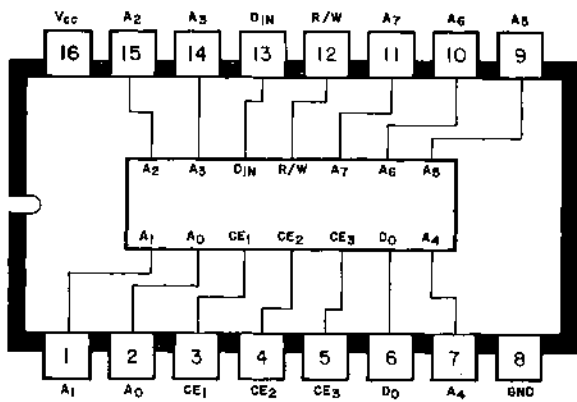 VCC A2 A3 DIN R/W A7 A6 A5
16 15 14 13 12 11 10 9
A2 A3 DIN R/W A7 A6 A5
A1 A0 CE1 CE2 CE3 D0 A4
1 2 3 4 5 6 7 8
A1 A0 CE1 CE2 CE3 D0 A4 GND